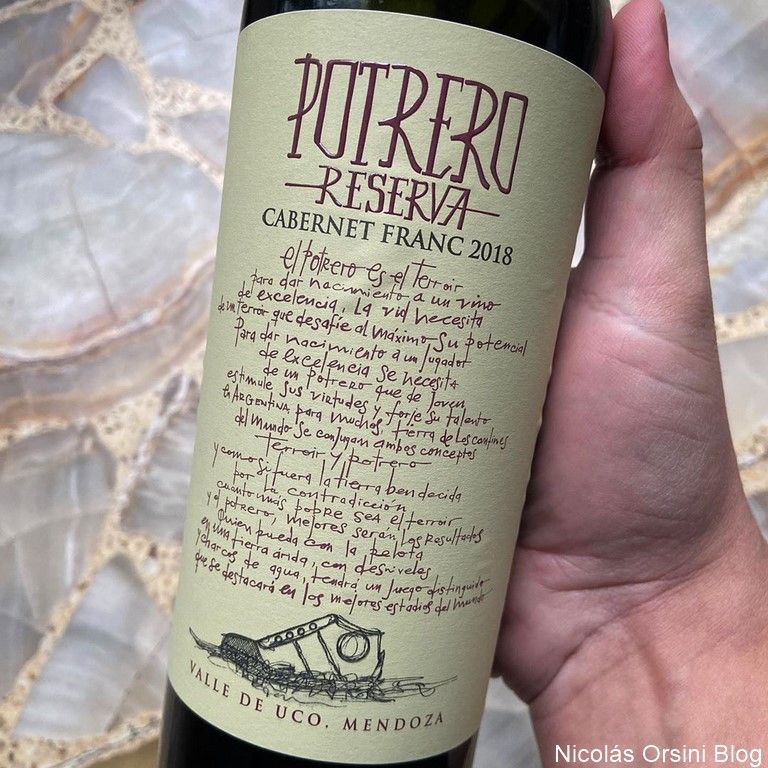 POTRERO
RESERVA
CABERNET FRANC 2018
el potrero es el terroir
para dar nacimiento a un vino
de excelencia, la vid necesita
de un terroir que desafíe al máximo su potencial
Para dar nacimiento a un jugador
de excelencia se necesita
de un potrero que de joven
estimule sus virtudes y forje su talento
en ARGENTINA para muchos, tierra de los confines
del mundo se conjugan ambos conceptos
terroir y potrero
y como si fuera la tierra bendecida
por la contradicción
cuanto más pobre sea el terroir
y el potrero, mejores serán los resultados
Quien pueda con la pelota
en una tierra árida, con desniveles
y charcos de agua, tendrá un juego distinguido
que se destacará en los mejores estadios del mundo
VALLE DE UCO, MENDOZA
Nicolás Orsini Blog